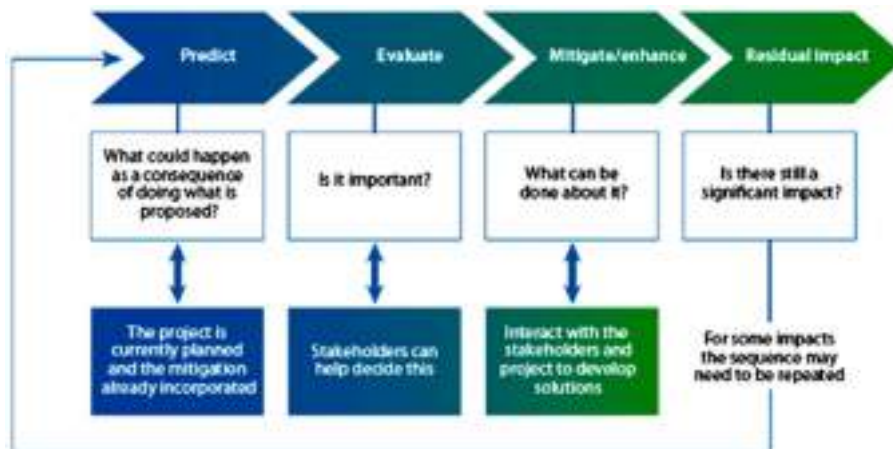 Predict
Evaluate
Mitigate/enhance
Residual impact
What could happen
as a consequence
of doing what is
proposed?
Is it important?
What can be
done about it?
Is there still a
significant impact?
The project is
currently planned
and the mitigation
already incorporated
Stakeholders can
help decide this
Interact with the
stakeholders and
project to develop
solutions
For some impacts
the sequence may
need to be repeated